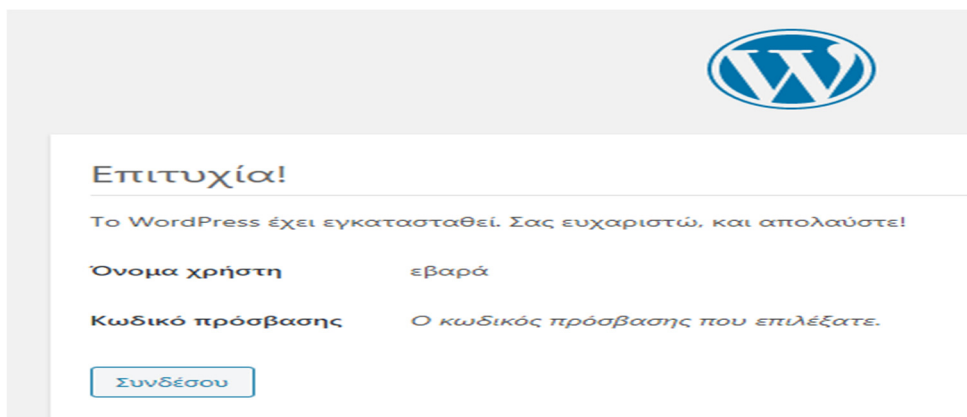 Επιτυχία!
Το WordPress έχει εγκατασταθεί. Σας ευχαριστώ, και απολαύστε!
Όνομα χρήστη εβαρά
Κωδικό πρόσβασης Ο κωδικός πρόσβασης που επιλέξατε.
Συνδέσου